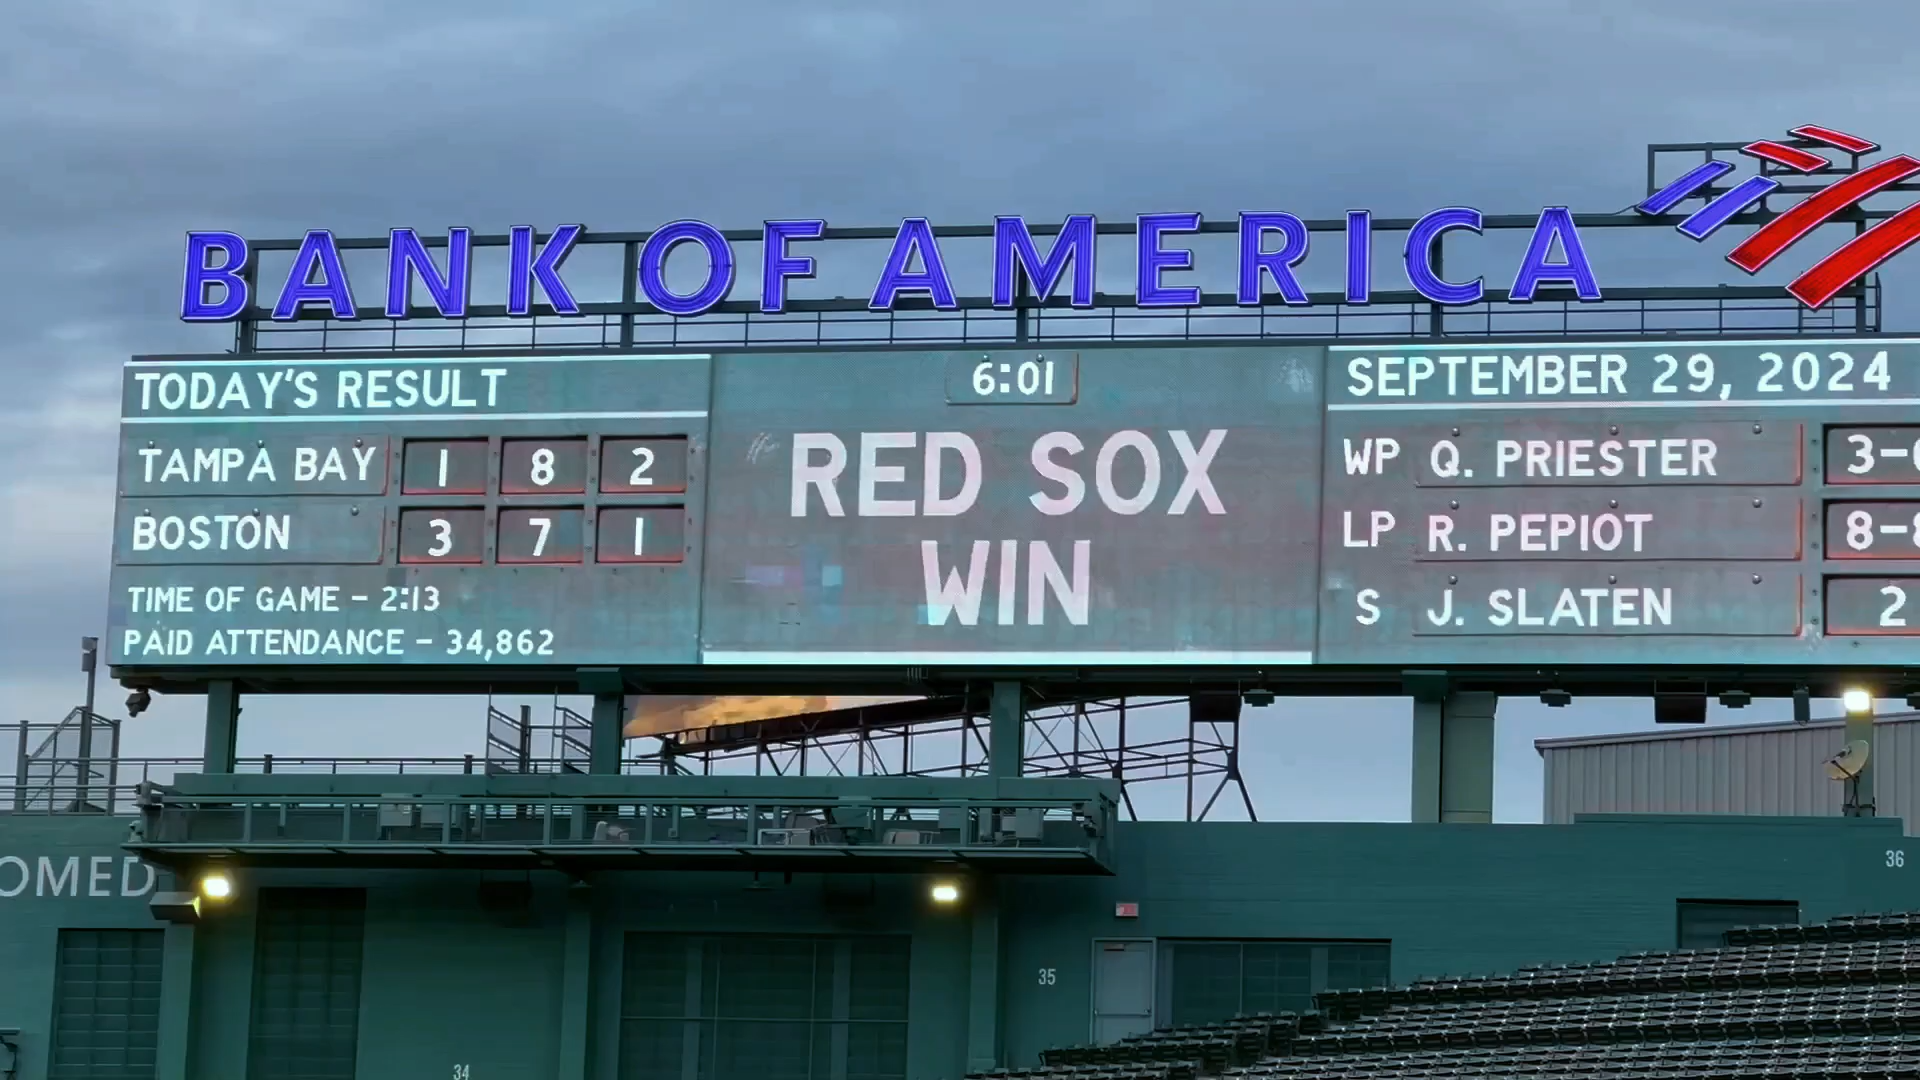 BANK OF AMERICA
TODAY'S RESULT
TAMPA BAY 1 8 2
BOSTON 3 7 1
TIME OF GAME - 2:13
PAID ATTENDANCE - 34,862
6:01
RED SOX
WIN
SEPTEMBER 29, 2024
WP Q. PRIESTER 3-
LP R. PEPIOT 8-
S J. SLATEN 2
OMED
36
35
34